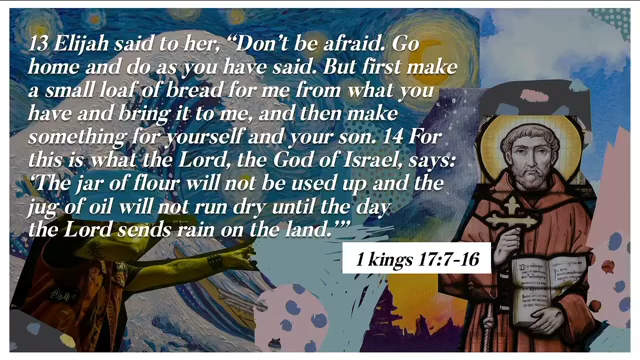 13 Elijah said to her, “Don’t be afraid. Go
home and do as you have said. But first make
a small loaf of bread for me from what you
have and bring it to me, and then make
something for yourself and your son. 14 For
this is what the Lord, the God of Israel, says:
‘The jar of flour will not be used up and the
jug of oil will not run dry until the day
the Lord sends rain on the land.’”
1 kings 17:7-16